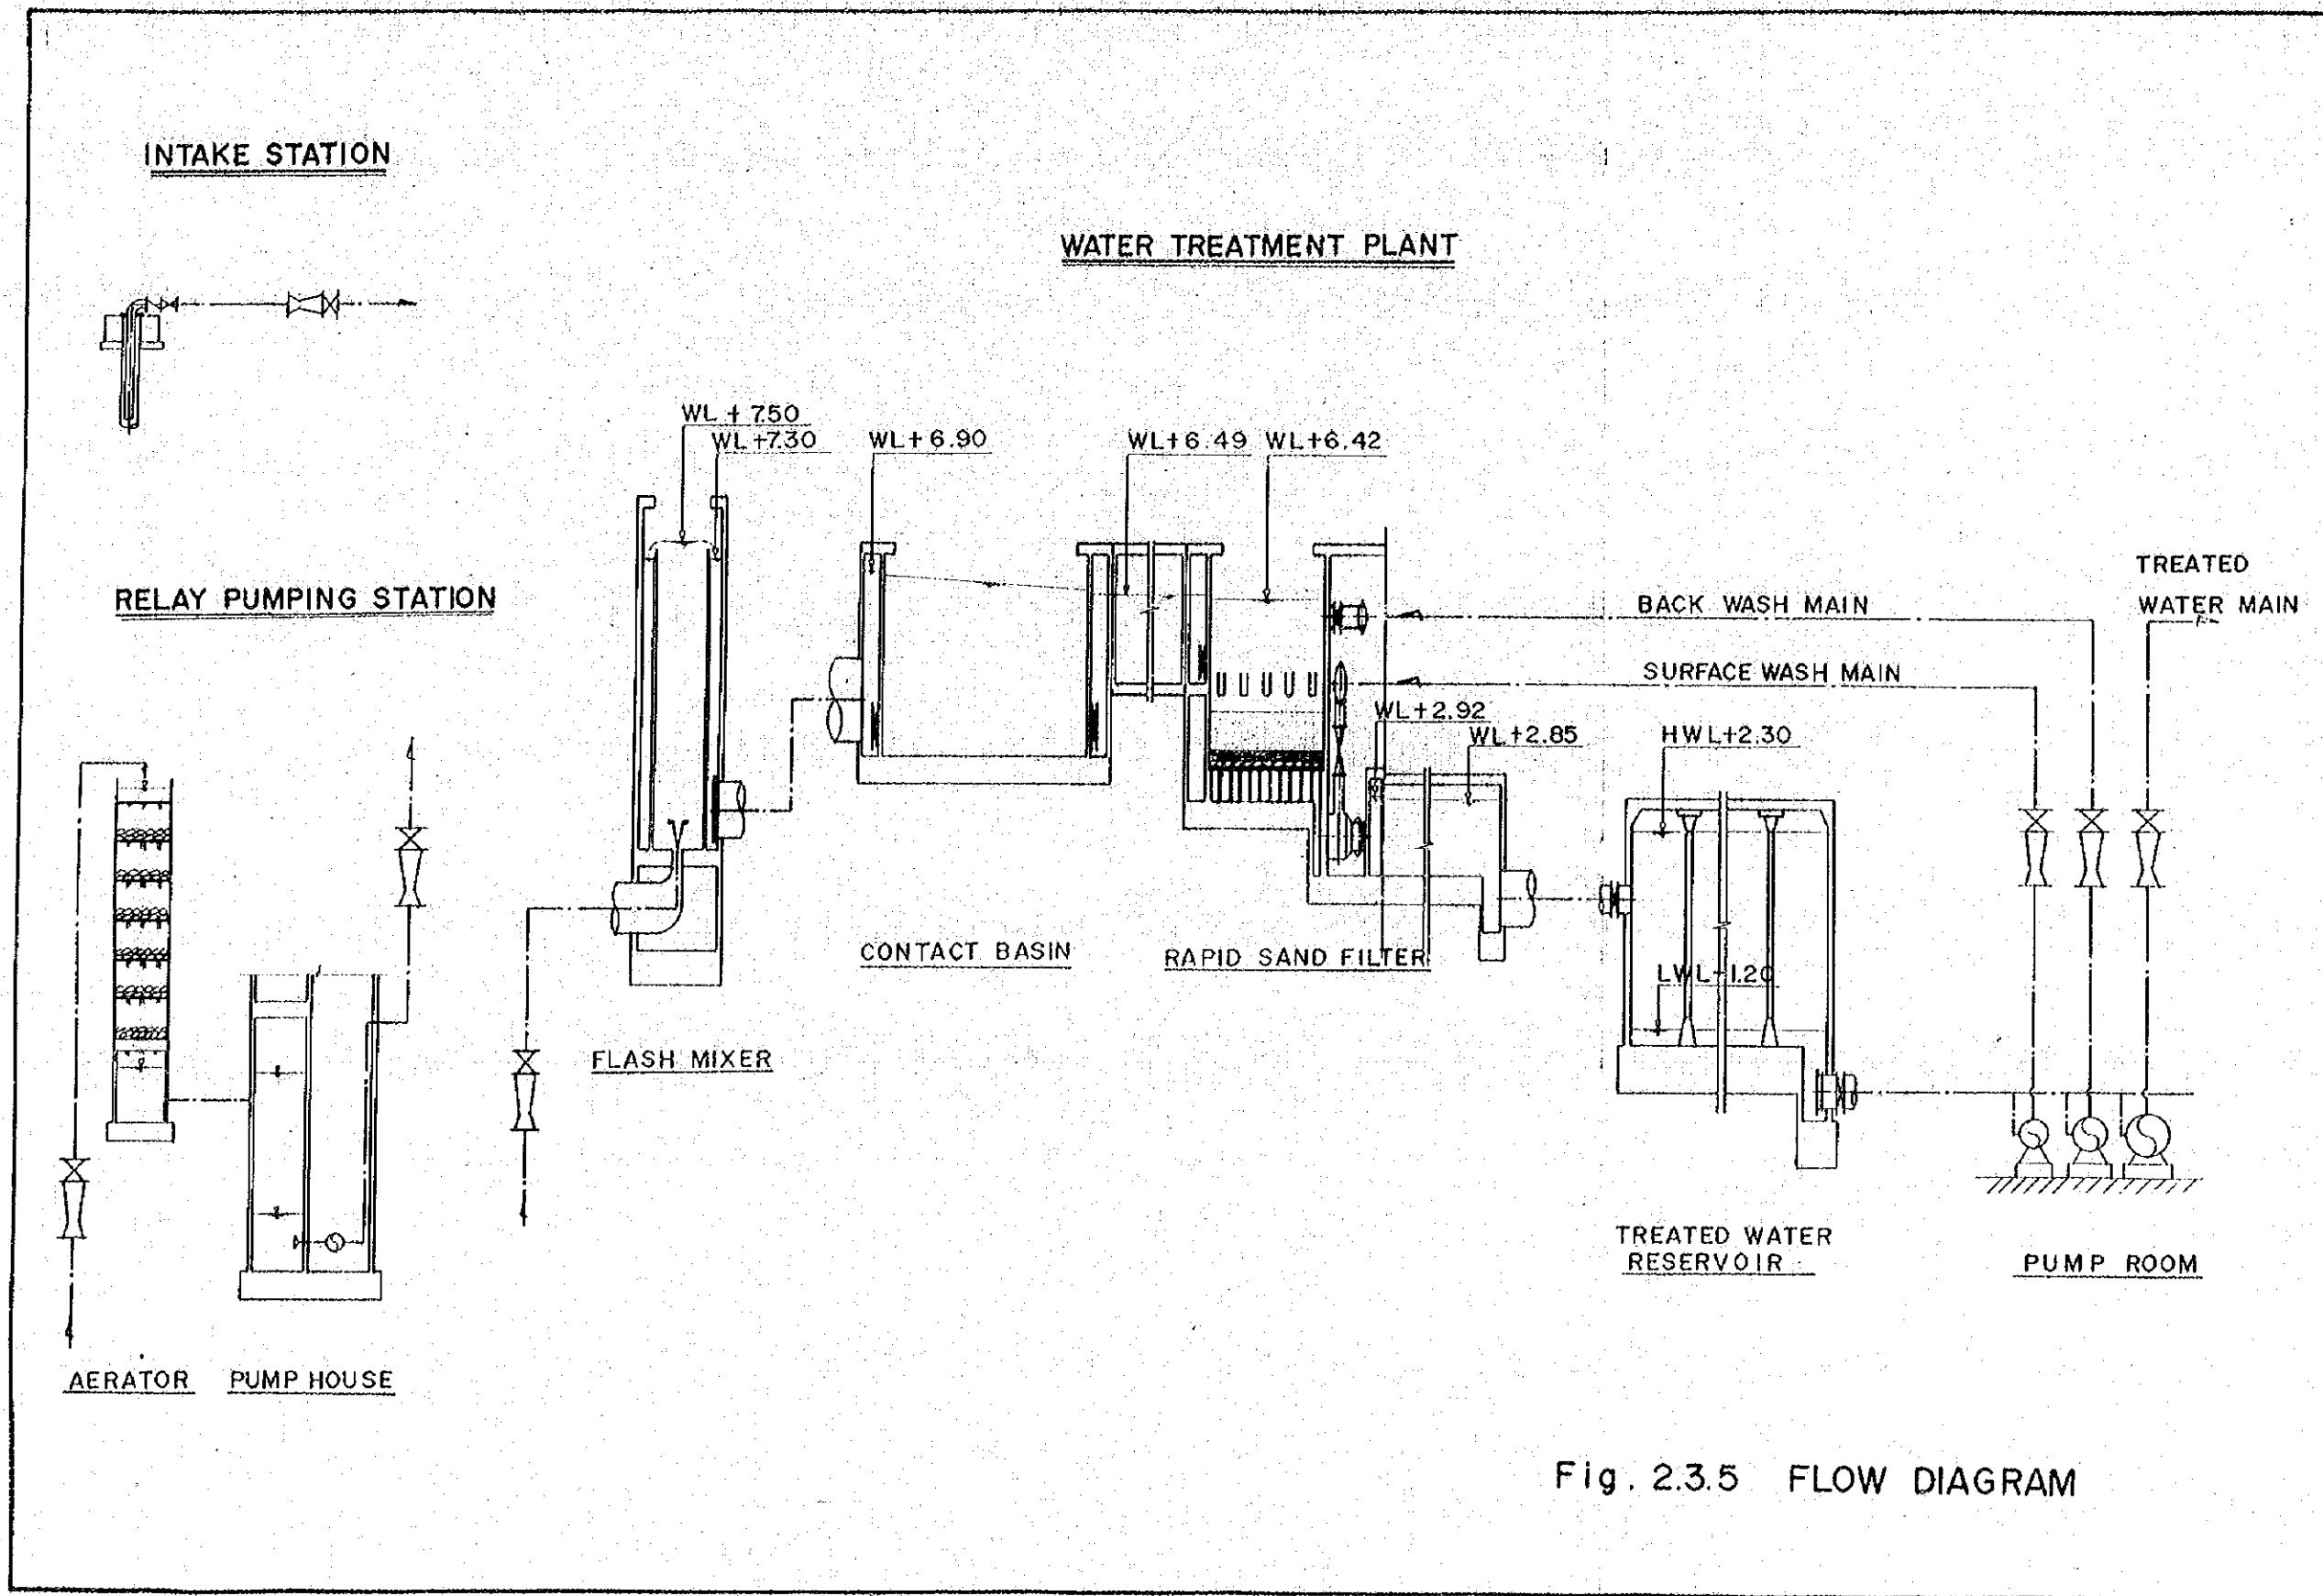 INTAKE STATION
WATER TREATMENT PLANT
WL + 7.50
WL +7.30
WL+ 6.90
WL+6.49
WL+6.42
RELAY PUMPING STATION
TREATED
WATER MAIN
BACK WASH MAIN
SURFACE WASH MAIN
WL+2.92
WL+2.85
HWL+2.30
LWL+1.20
CONTACT BASIN
RAPID SAND FILTER
FLASH MIXER
TREATED WATER
RESERVOIR
PUMP ROOM
AERATOR
PUMP HOUSE
Fig. 2.3.5 FLOW DIAGRAM